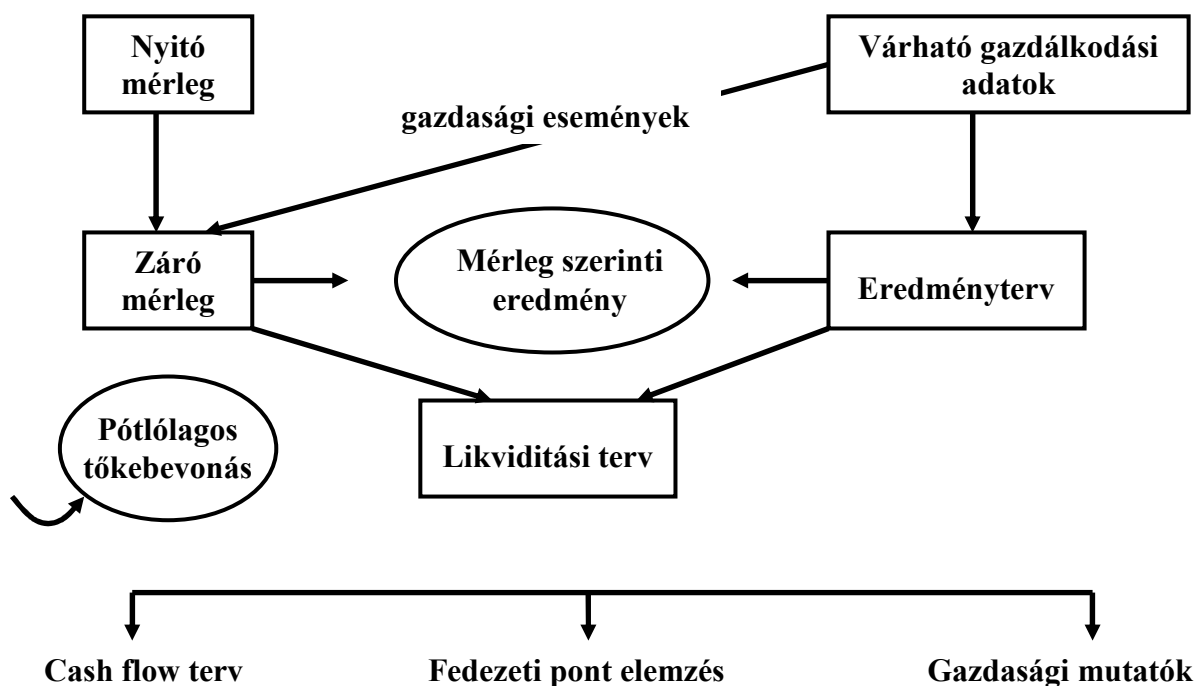 Nyitó
mérleg
Várható gazdálkodási
adatok
gazdasági események
Záró
mérleg
Mérleg szerinti
eredmény
Eredményterv
Pótlólagos
tőkebevonás
Likviditási terv
Cash flow terv
Fedezeti pont elemzés
Gazdasági mutatók